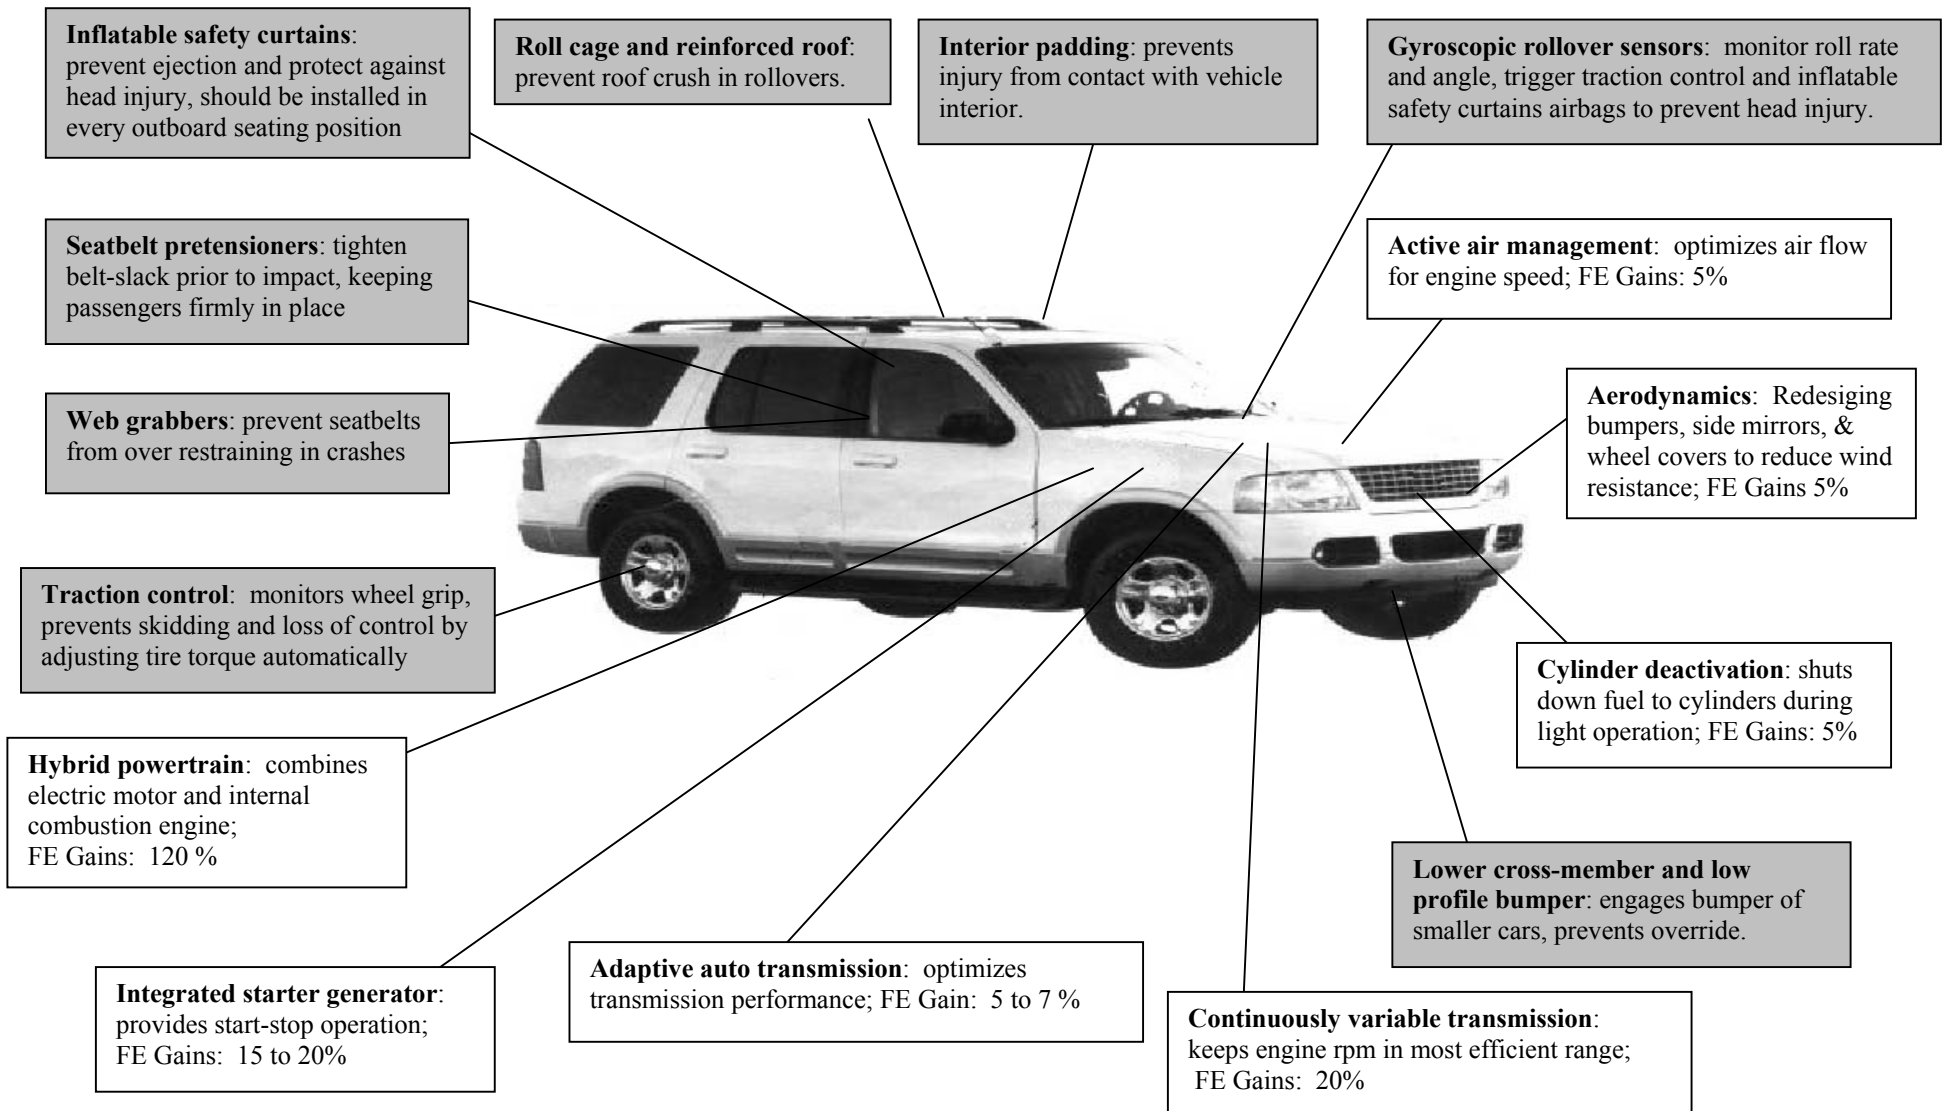 Inflatable safety curtains:
prevent ejection and protect against
head injury, should be installed in
every outboard seating position
Roll cage and reinforced roof:
prevent roof crush in rollovers.
Interior padding: prevents
injury from contact with vehicle
interior.
Gyroscopic rollover sensors: monitor roll rate
and angle, trigger traction control and inflatable
safety curtains airbags to prevent head injury.
Seatbelt pretensioners: tighten
belt-slack prior to impact, keeping
passengers firmly in place
Active air management: optimizes air flow
for engine speed; FE Gains: 5%
Web grabbers: prevent seatbelts
from over restraining in crashes
Aerodynamics: Redesiging
bumpers, side mirrors, &
wheel covers to reduce wind
resistance; FE Gains 5%
Traction control: monitors wheel grip,
prevents skidding and loss of control by
adjusting tire torque automatically
Cylinder deactivation: shuts
down fuel to cylinders during
light operation; FE Gains: 5%
Hybrid powertrain: combines
electric motor and internal
combustion engine;
FE Gains: 120 %
Lower cross-member and low
profile bumper: engages bumper of
smaller cars, prevents override.
Integrated starter generator:
provides start-stop operation;
FE Gains: 15 to 20%
Adaptive auto transmission: optimizes
transmission performance; FE Gain: 5 to 7 %
Continuously variable transmission:
keeps engine rpm in most efficient range;
FE Gains: 20%